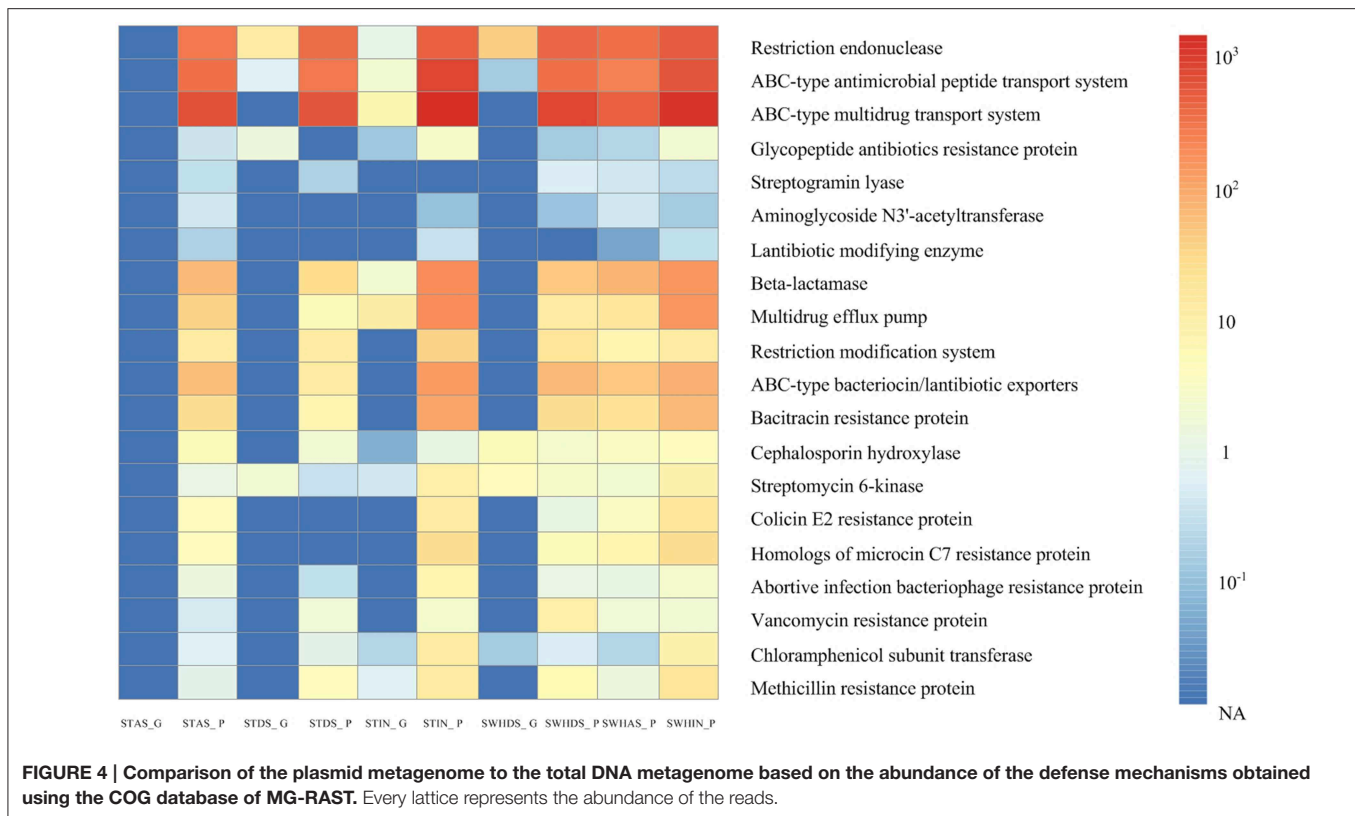 Restriction endonuclease
ABC-type antimicrobial peptide transport system
ABC-type multidrug transport system
Glycopeptide antibiotics resistance protein
Streptogramin lyase
Aminoglycoside N3'-acetyltransferase
Lantibiotic modifying enzyme
Beta-lactamase
Multidrug efflux pump
Restriction modification system
ABC-type bacteriocin/lantibiotic exporters
Bacitracin resistance protein
Cephalosporin hydroxylase
Streptomycin 6-kinase
Colicin E2 resistance protein
Homologs of microcin C7 resistance protein
Abortive infection bacteriophage resistance protein
Vancomycin resistance protein
Chloramphenicol subunit transferase
Methicillin resistance protein
10³
10²
10
1
10⁻¹
NA
STAS_G STAS_P STDS_G STDS_P STIN_G STIN_P SWHDS_G SWHDS_P SWHAS_P SWHIN_P
FIGURE 4 | Comparison of the plasmid metagenome to the total DNA metagenome based on the abundance of the defense mechanisms obtained
using the COG database of MG-RAST. Every lattice represents the abundance of the reads.